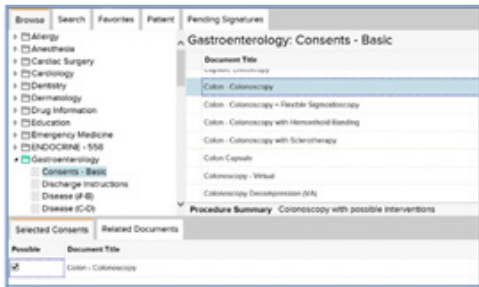 Browse Search Favorites Patient Pending Signatures
Allergy
Anesthesia
Cardiac Surgery
Cardiology
Dentistry
Dermatology
Drug Information
Education
Emergency Medicine
ENDOCRINE - 558
Gastroenterology
Consents - Basic
Discharge Instructions
Disease (#-B)
Disease (C-D)
Gastroenterology: Consents - Basic
Document Title
Colon - Colonoscopy
Colon - Colonoscopy + Flexible Sigmoidoscopy
Colon - Colonoscopy with Hemorrhoid Banding
Colon - Colonoscopy with Sclerotherapy
Colon Capsule
Colonoscopy - Virtual
Colonoscopy Decompression (VA)
Procedure Summary Colonoscopy with possible interventions
Selected Consents Related Documents
Possible Document Title
Colon - Colonoscopy